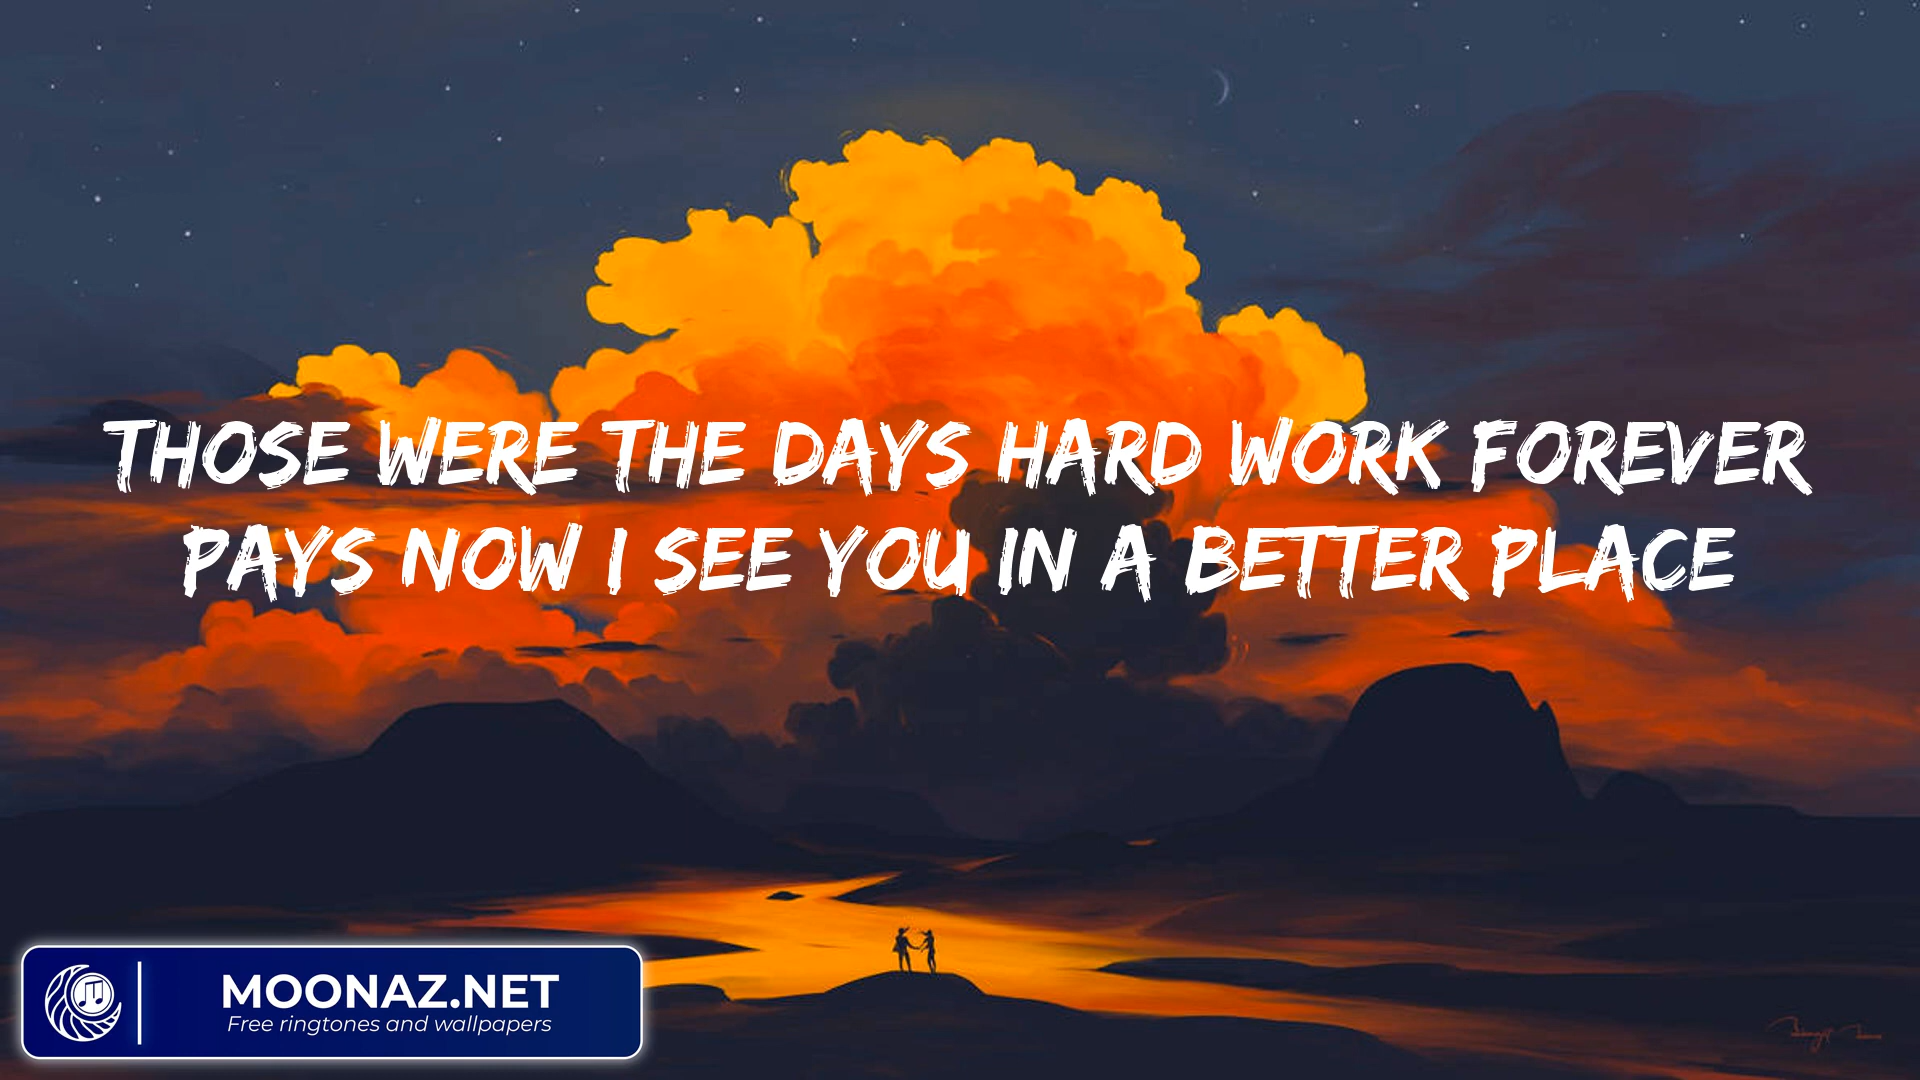 THOSE WERE THE DAYS HARD WORK FOREVER
PAYS NOW I SEE YOU IN A BETTER PLACE
MOONAZ.NET
Free ringtones and wallpapers